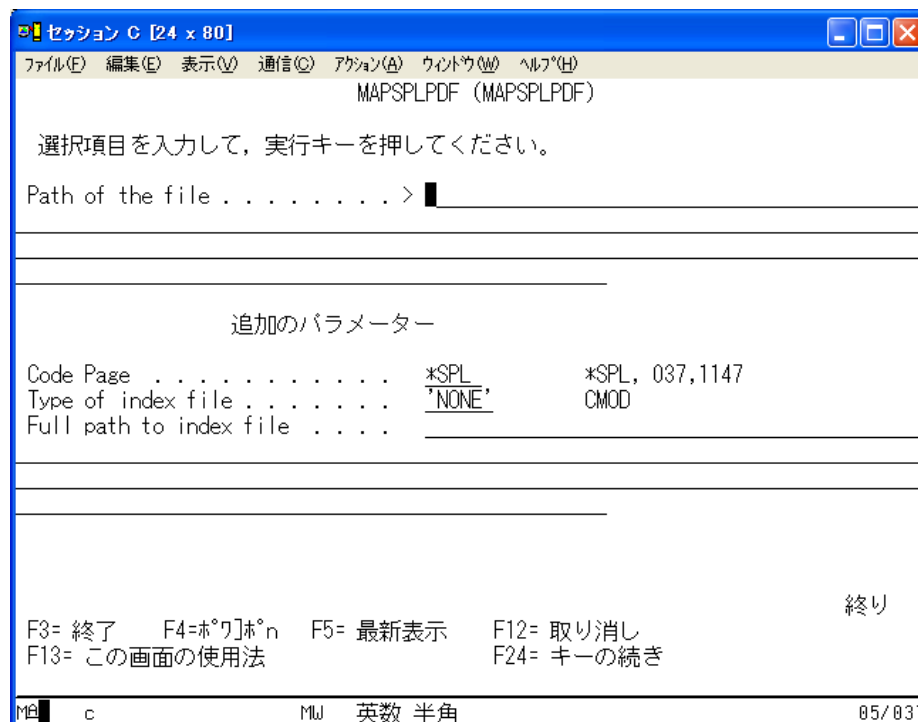 セッション C [24 x 80]
ファイル(F) 編集(E) 表示(V) 通信(C) アクション(A) ウィンドウ(W) ヘルプ(H)
MAPSPLPDF (MAPSPLPDF)
選択項目を入力して，実行キーを押してください。
Path of the file . . . . . . . . >
追加のパラメーター
Code Page . . . . . . . . . . . *SPL *SPL, 037,1147
Type of index file . . . . . . . 'NONE' CMOD
Full path to index file . . . .
終り
F3= 終了 F4=ﾎﾟﾜ]ﾎﾟn F5= 最新表示 F12= 取り消し
F13= この画面の使用法 F24= キーの続き
MA c MW 英数 半角 05/03